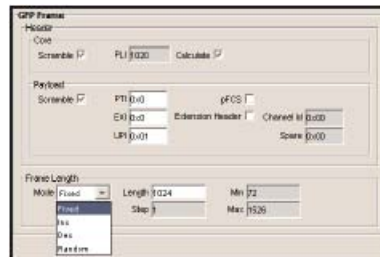 GFP Frame
Header
Core
Scramble PLI 1020 Calculate
Payload
Scramble PTI 0x0 pFCS
EXI 0x0 Extension Header Channel Id 0x00
UPI 0x01 Spare 0x00
Frame Length
Mode Fixed Length 1024 Min 72
Fixed Step 1 Max 1526
Inc
Dec
Random